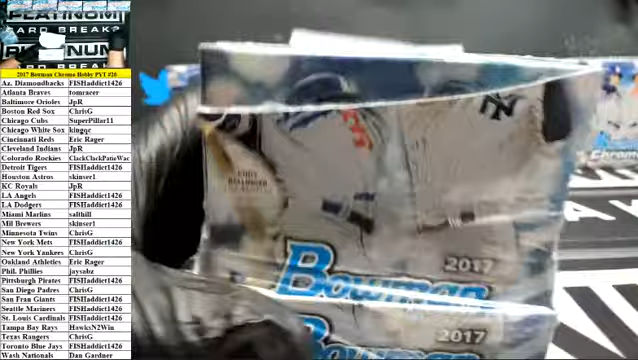 PLATINUM
CARD BREAKS
2017 Bowman Chrome Hobby PYT #26
Az. Diamondbacks FISHaddict1426
Atlanta Braves tomracer
Baltimore Orioles JpR
Boston Red Sox ChrisG
Chicago Cubs SuperPillar11
Chicago White Sox kingqc
Cincinnati Reds Eric Rager
Cleveland Indians JpR
Colorado Rockies ClackClackPatieWac
Detroit Tigers FISHaddict1426
Houston Astros skinser1
KC Royals JpR
LA Angels FISHaddict1426
LA Dodgers FISHaddict1426
Miami Marlins salthill
Mil Brewers skinser1
Minnesota Twins ChrisG
New York Mets FISHaddict1426
New York Yankees ChrisG
Oakland Athletics Eric Rager
Phil. Phillies jaysabz
Pittsburgh Pirates FISHaddict1426
San Diego Padres ChrisG
San Fran Giants FISHaddict1426
Seattle Mariners FISHaddict1426
St. Louis Cardinals FISHaddict1426
Tampa Bay Rays HawksN2Win
Texas Rangers ChrisG
Toronto Blue Jays FISHaddict1426
Wash Nationals Dan Gardner
NY
2017
Bowman
2017
Bowman